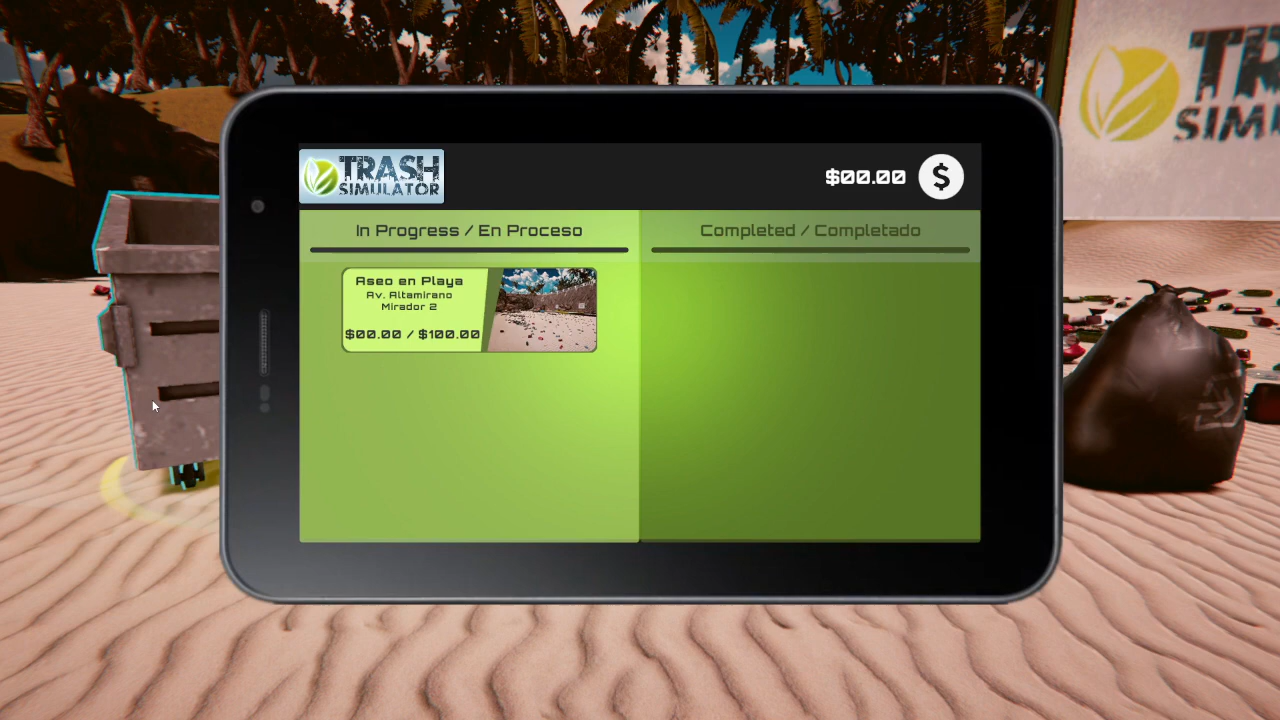 TRASH
SIMULATOR
$00.00
$
In Progress / En Proceso
Completed / Completado
Aseo en Playa
Av. Altamirano
Mirador 2
$00.00 / $100.00
TR
SIM